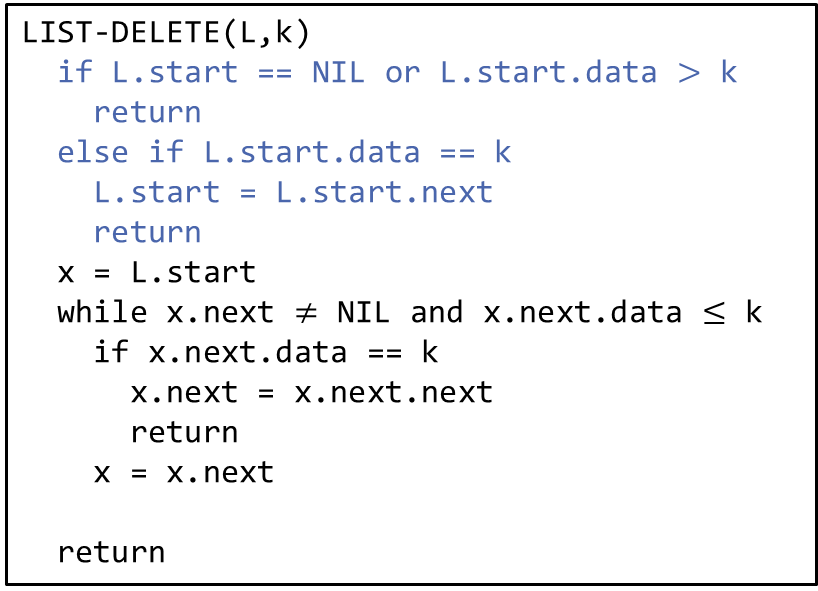 LIST-DELETE(L,k)
if L.start == NIL or L.start.data > k
return
else if L.start.data == k
L.start = L.start.next
return
x = L.start
while x.next ≠ NIL and x.next.data ≤ k
if x.next.data == k
x.next = x.next.next
return
x = x.next
return